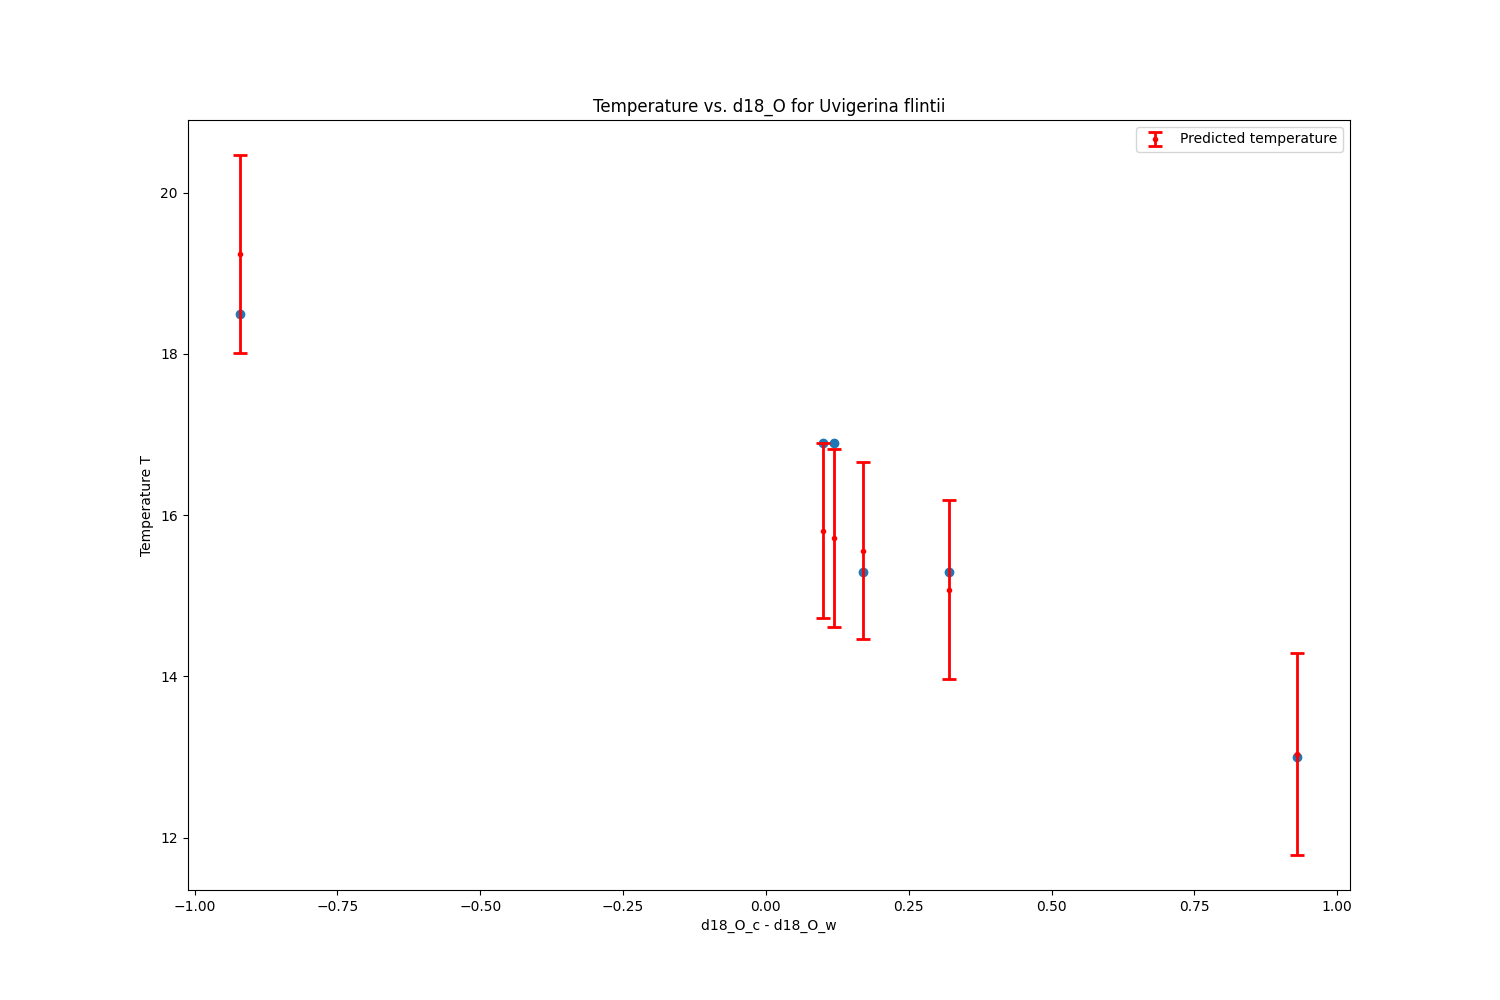 Temperature vs. d18_O for Uvigerina flintii
Predicted temperature
20
18
16
14
12
Temperature T
−1.00 −0.75 −0.50 −0.25 0.00 0.25 0.50 0.75 1.00
d18_O_c - d18_O_w